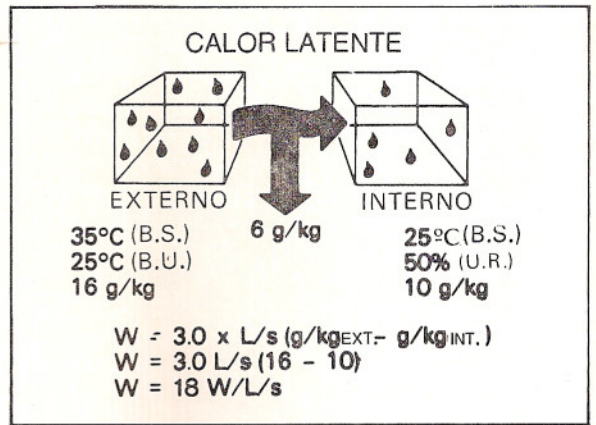 CALOR LATENTE
EXTERNO
6 g/kg
INTERNO
35°C (B.S.)
25ºC (B.S.)
25°C (B.U.)
50% (U.R.)
16 g/kg
10 g/kg
W = 3.0 x L/s (g/kgEXT.- g/kgINT.)
W = 3.0 L/s (16 - 10)
W = 18 W/L/s